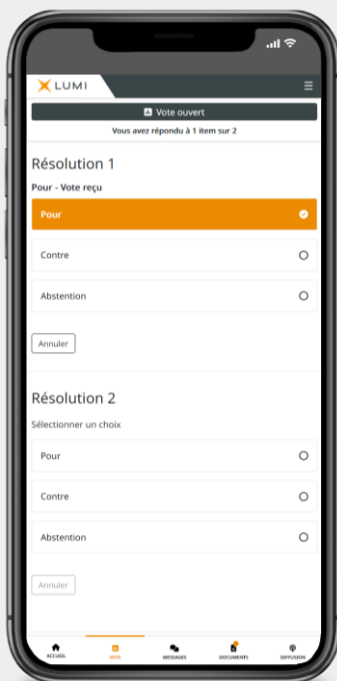 LUMI
Vote ouvert
Vous avez répondu à 1 item sur 2
Résolution 1
Pour - Vote reçu
Pour
Contre
Abstention
Annuler
Résolution 2
Sélectionner un choix
Pour
Contre
Abstention
Annuler
ACCUEIL VOTE MESSAGES DOCUMENTS DIFFUSION